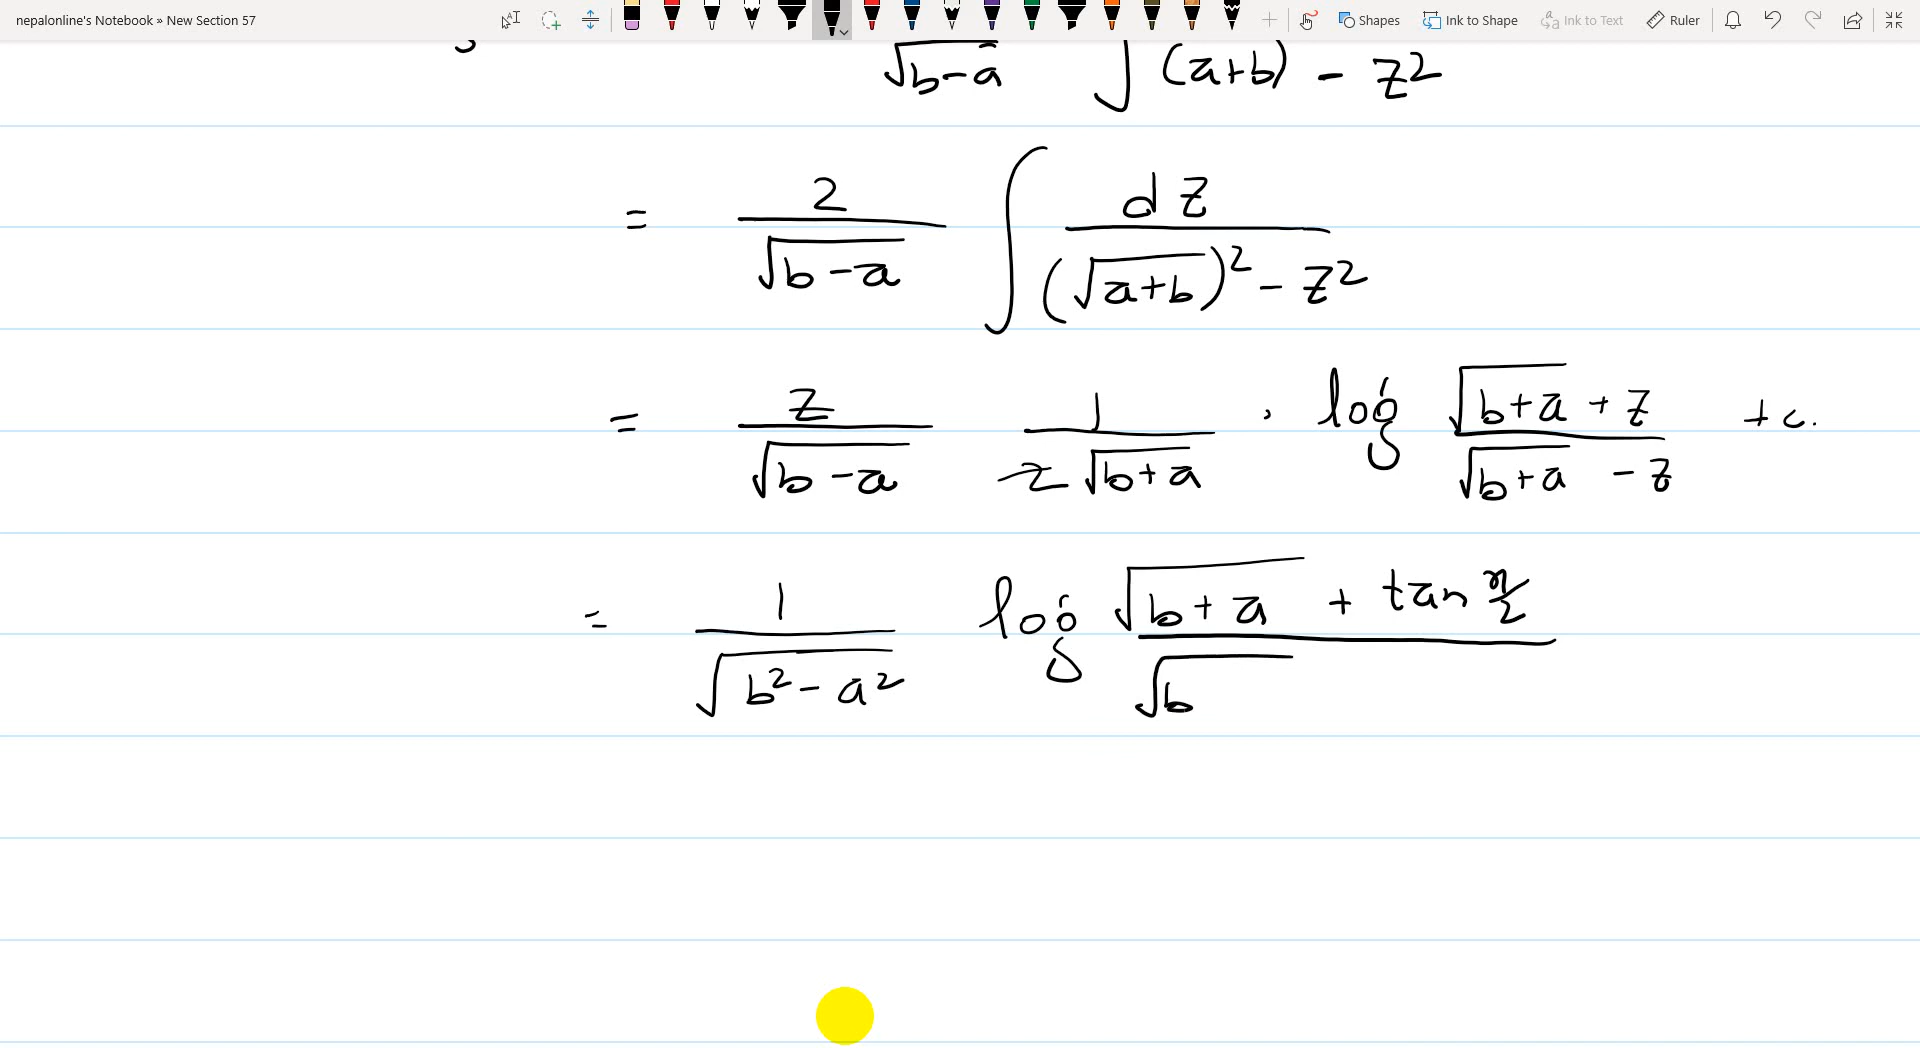 nepalonline's Notebook » New Section 57
Shapes Ink to Shape Ink to Text Ruler
√(b-a) ∫ (a+b) - z²
= 2/√(b-a) ∫ dz/((√(a+b))² - z²)
= 2/√(b-a) 1/(2√(b+a)) . log (√(b+a) + z)/(√(b+a) - z) + c.
= 1/√(b² - a²) log (√(b+a) + tan x/2)/√b